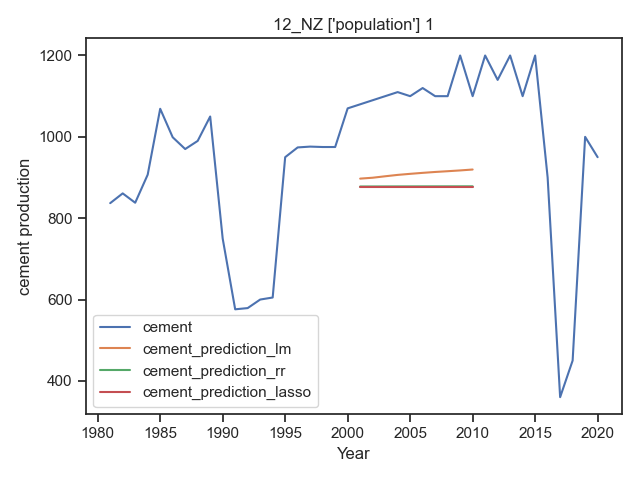 12_NZ ['population'] 1
1200
1000
800
600
400
cement production
cement
cement_prediction_lm
cement_prediction_rr
cement_prediction_lasso
1980 1985 1990 1995 2000 2005 2010 2015 2020
Year